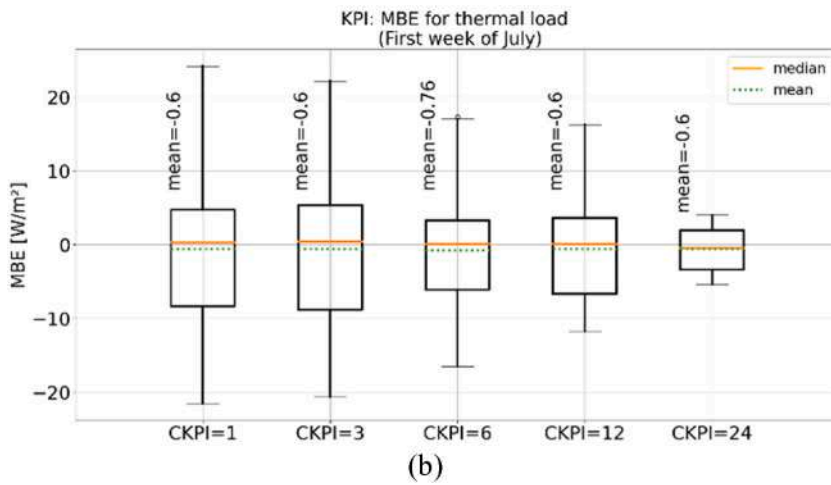 KPI: MBE for thermal load
(First week of July)
MBE [W/m²]
20
10
0
−10
−20
mean=-0.6
mean=-0.6
mean=-0.76
mean=-0.6
mean=-0.6
median
mean
CKPI=1
CKPI=3
CKPI=6
CKPI=12
CKPI=24
(b)